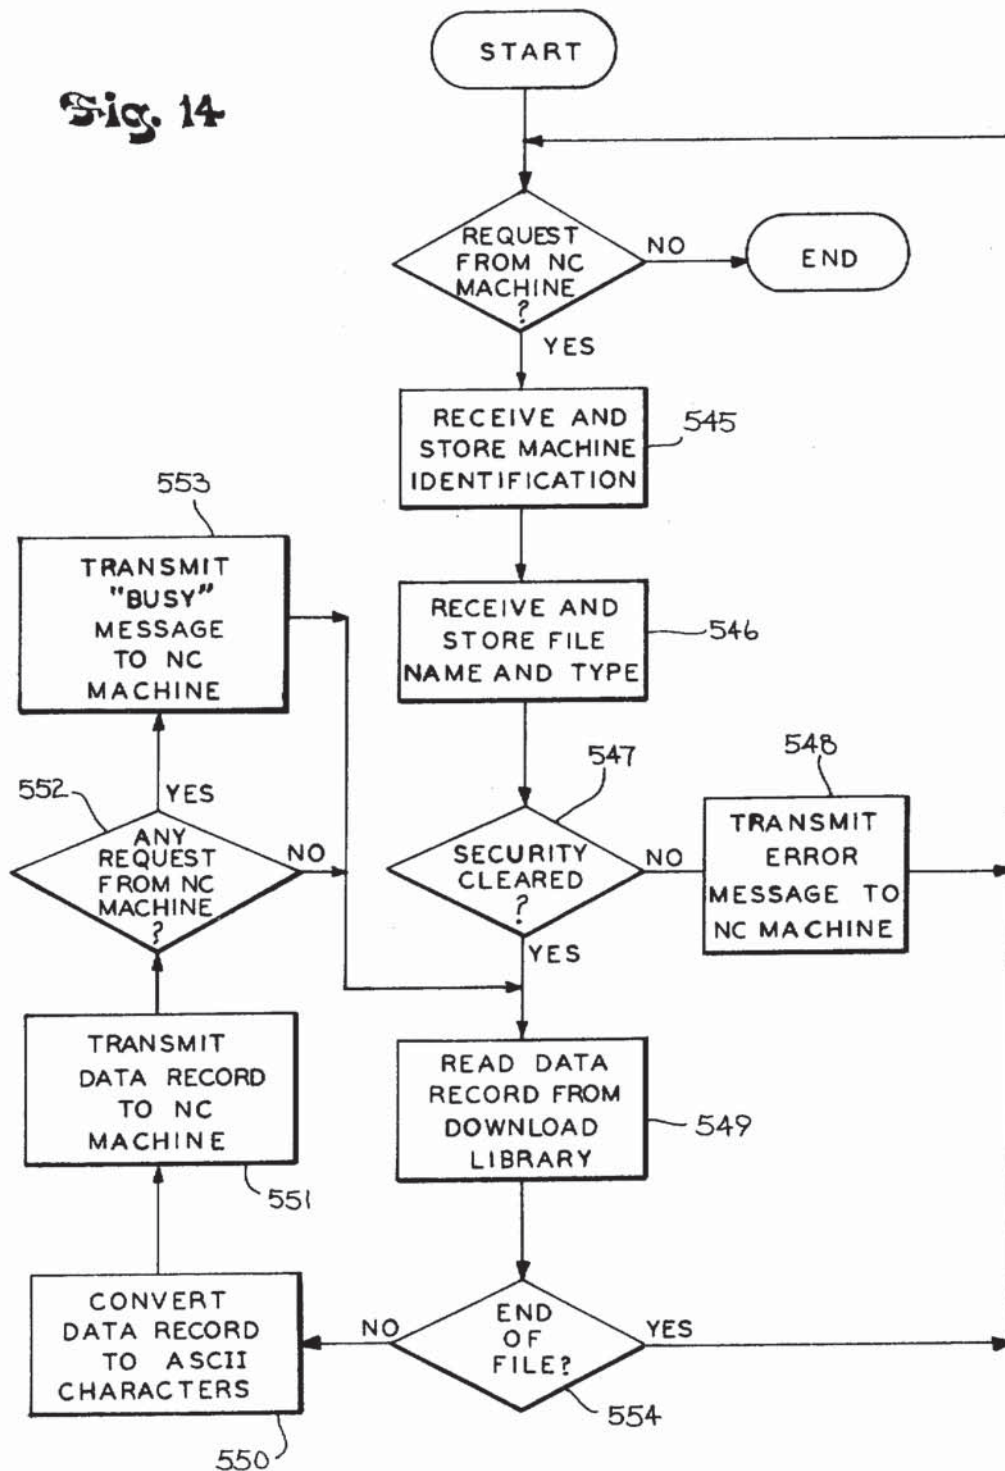 Fig. 14
START
REQUEST
FROM NC
MACHINE
?
NO
END
YES
RECEIVE AND
STORE MACHINE
IDENTIFICATION
545
553
TRANSMIT
"BUSY"
MESSAGE
TO NC
MACHINE
RECEIVE AND
STORE FILE
NAME AND TYPE
546
547
548
552
YES
ANY
REQUEST
FROM NC
MACHINE
?
NO
SECURITY
CLEARED
?
NO
TRANSMIT
ERROR
MESSAGE TO
NC MACHINE
YES
TRANSMIT
DATA RECORD
TO NC
MACHINE
551
READ DATA
RECORD FROM
DOWNLOAD
LIBRARY
549
CONVERT
DATA RECORD
TO ASCII
CHARACTERS
550
NO
END
OF
FILE?
YES
554